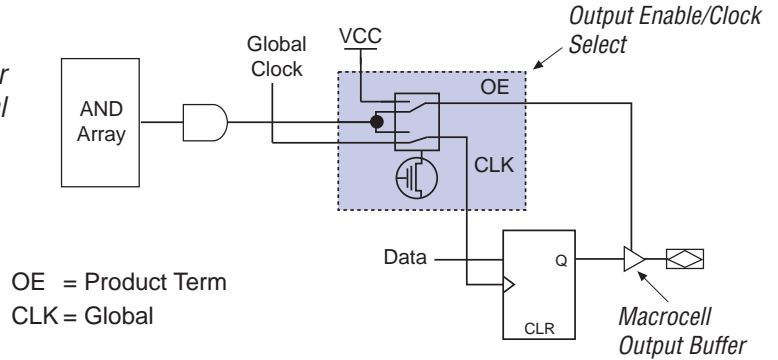 Output Enable/Clock
Select
Global
Clock
VCC
r
l
AND
Array
OE
CLK
Data
Q
CLR
OE = Product Term
CLK = Global
Macrocell
Output Buffer